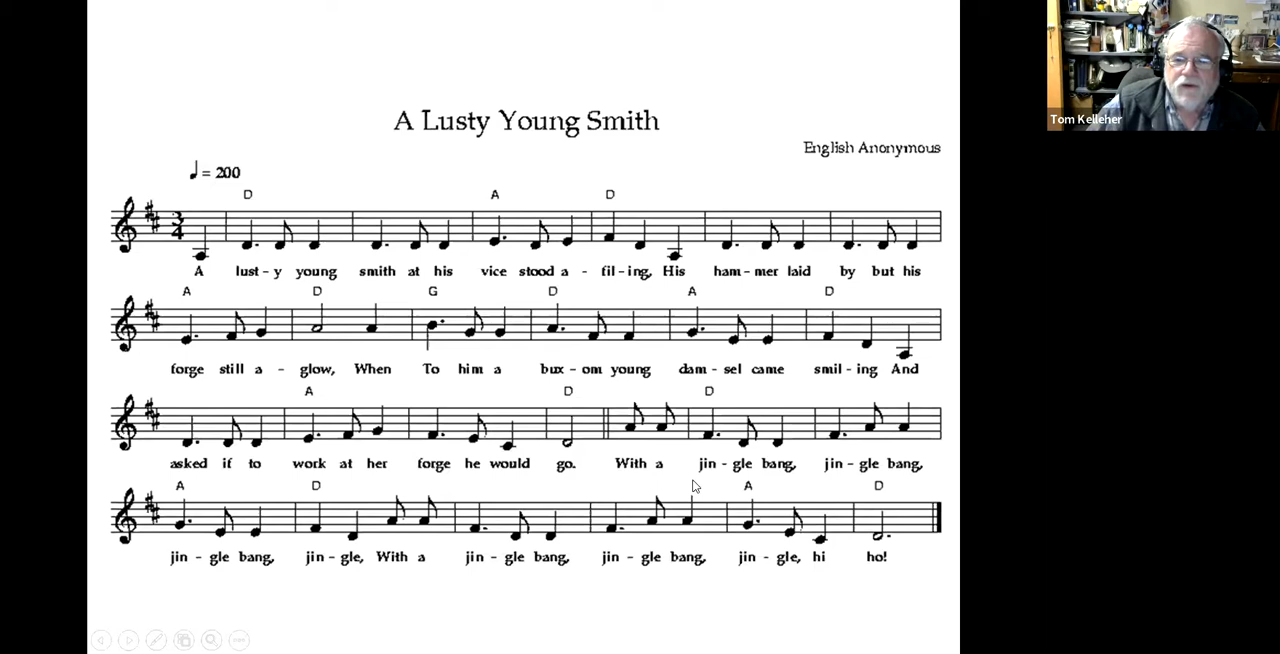 A Lusty Young Smith
English Anonymous
= 200
D A D
3
4
A lust-y young smith at his vice stood a - fil-ing, His ham-mer laid by but his
A D G D A D
forge still a - glow, When To him a bux-om young dam-sel came smil-ing And
A D D
asked if to work at her forge he would go. With a jin-gle bang, jin-gle bang,
A D A D
jin-gle bang, jin-gle, With a jin-gle bang, jin-gle bang, jin-gle, hi ho!
Tom Kelleher